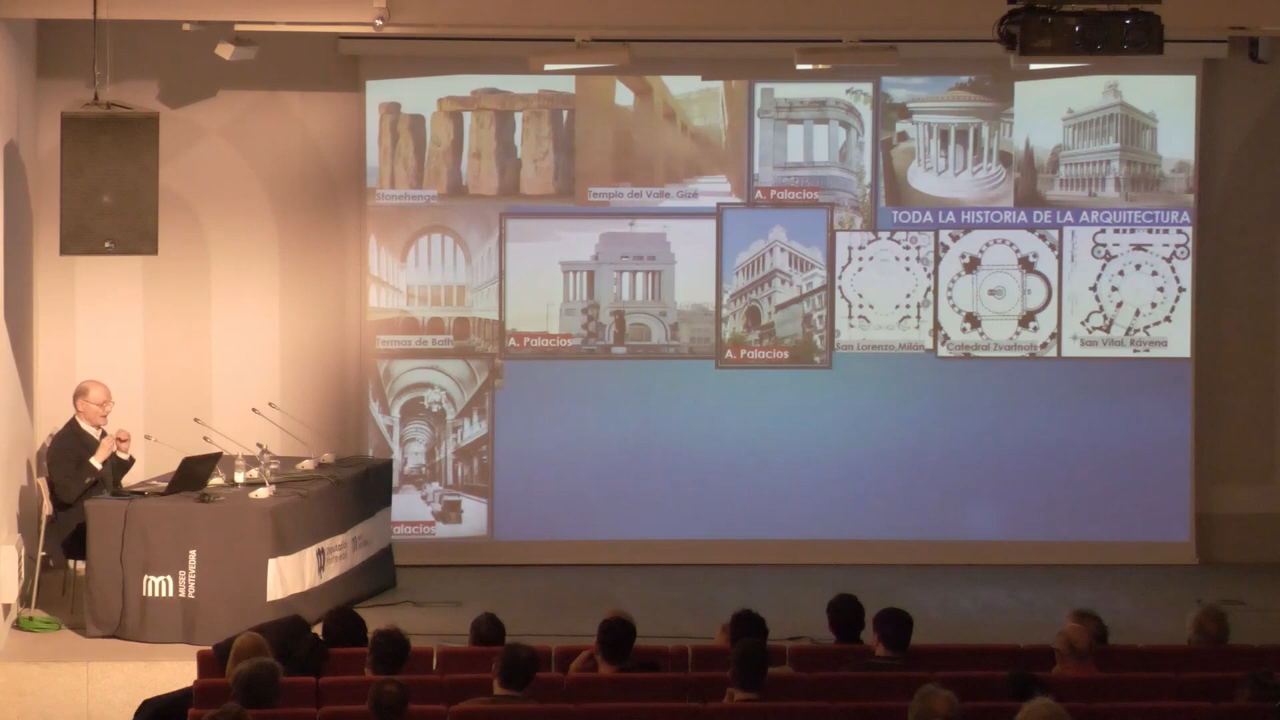 Stonehenge
Templo del Valle. Gizé
A. Palacios
TODA LA HISTORIA DE LA ARQUITECTURA
Termas de Bath
A. Palacios
A. Palacios
San Lorenzo,Milán
Catedral Zvartnots
San Vital, Rávena
alacios
MUSEO
PONTEVEDRA